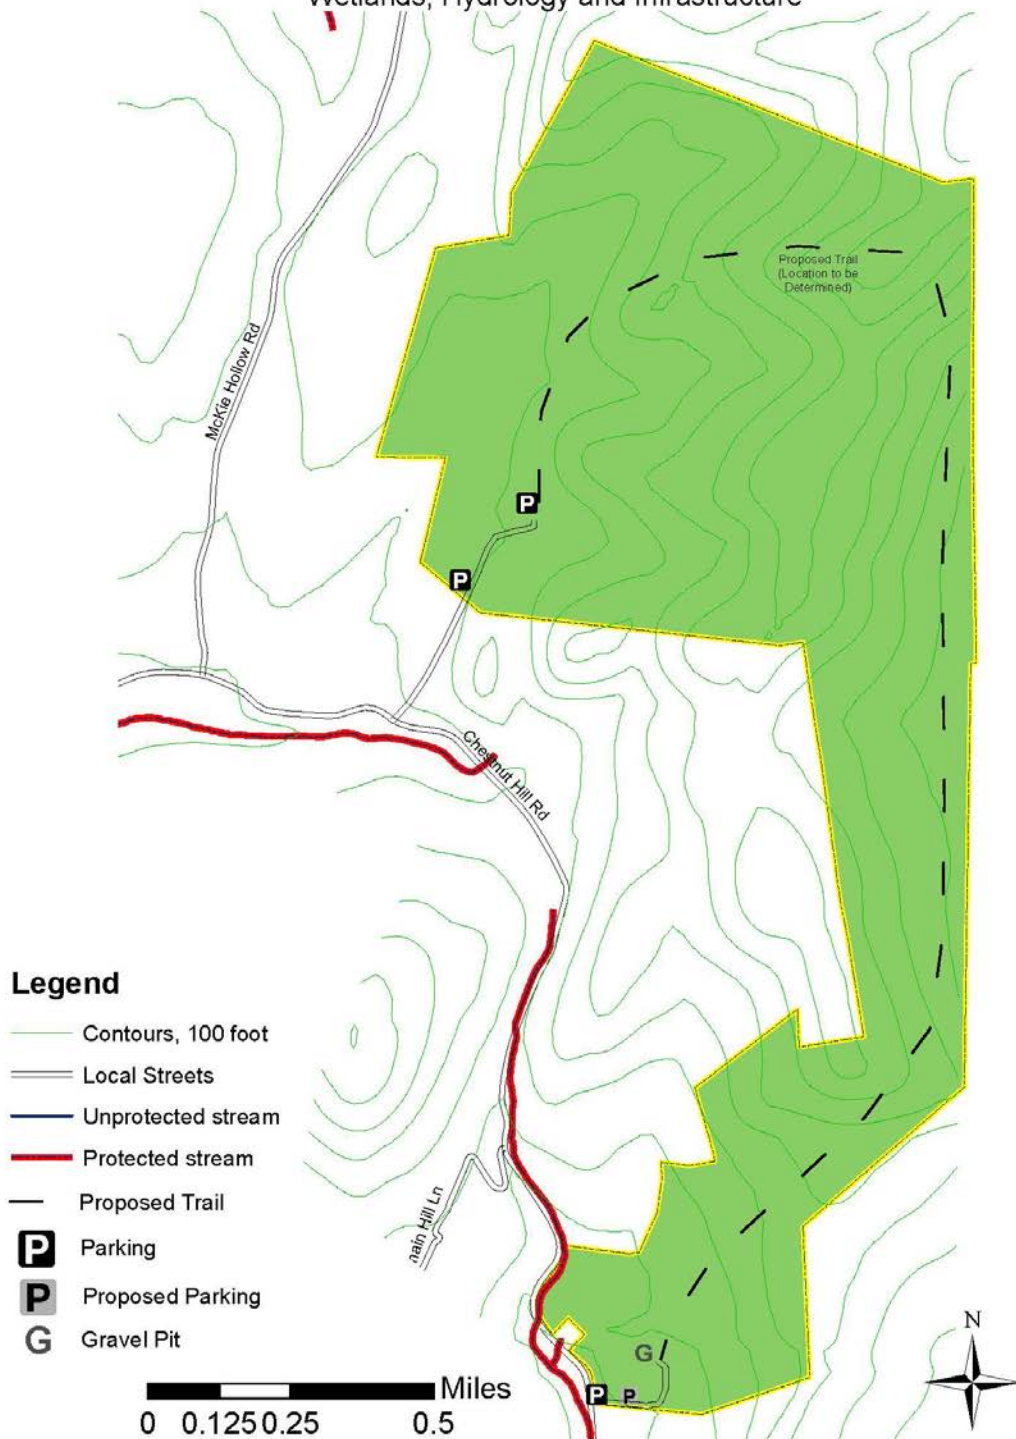 Wetlands, Hydrology and Infrastructure
Proposed Trail
(Location to be
Determined)
McKie Hollow Rd
P
P
Chestnut Hill Rd
Legend
Contours, 100 foot
Local Streets
Unprotected stream
Protected stream
Proposed Trail
P Parking
P Proposed Parking
G Gravel Pit
Hill Ln
G
P
P
N
Miles
0 0.125 0.25 0.5